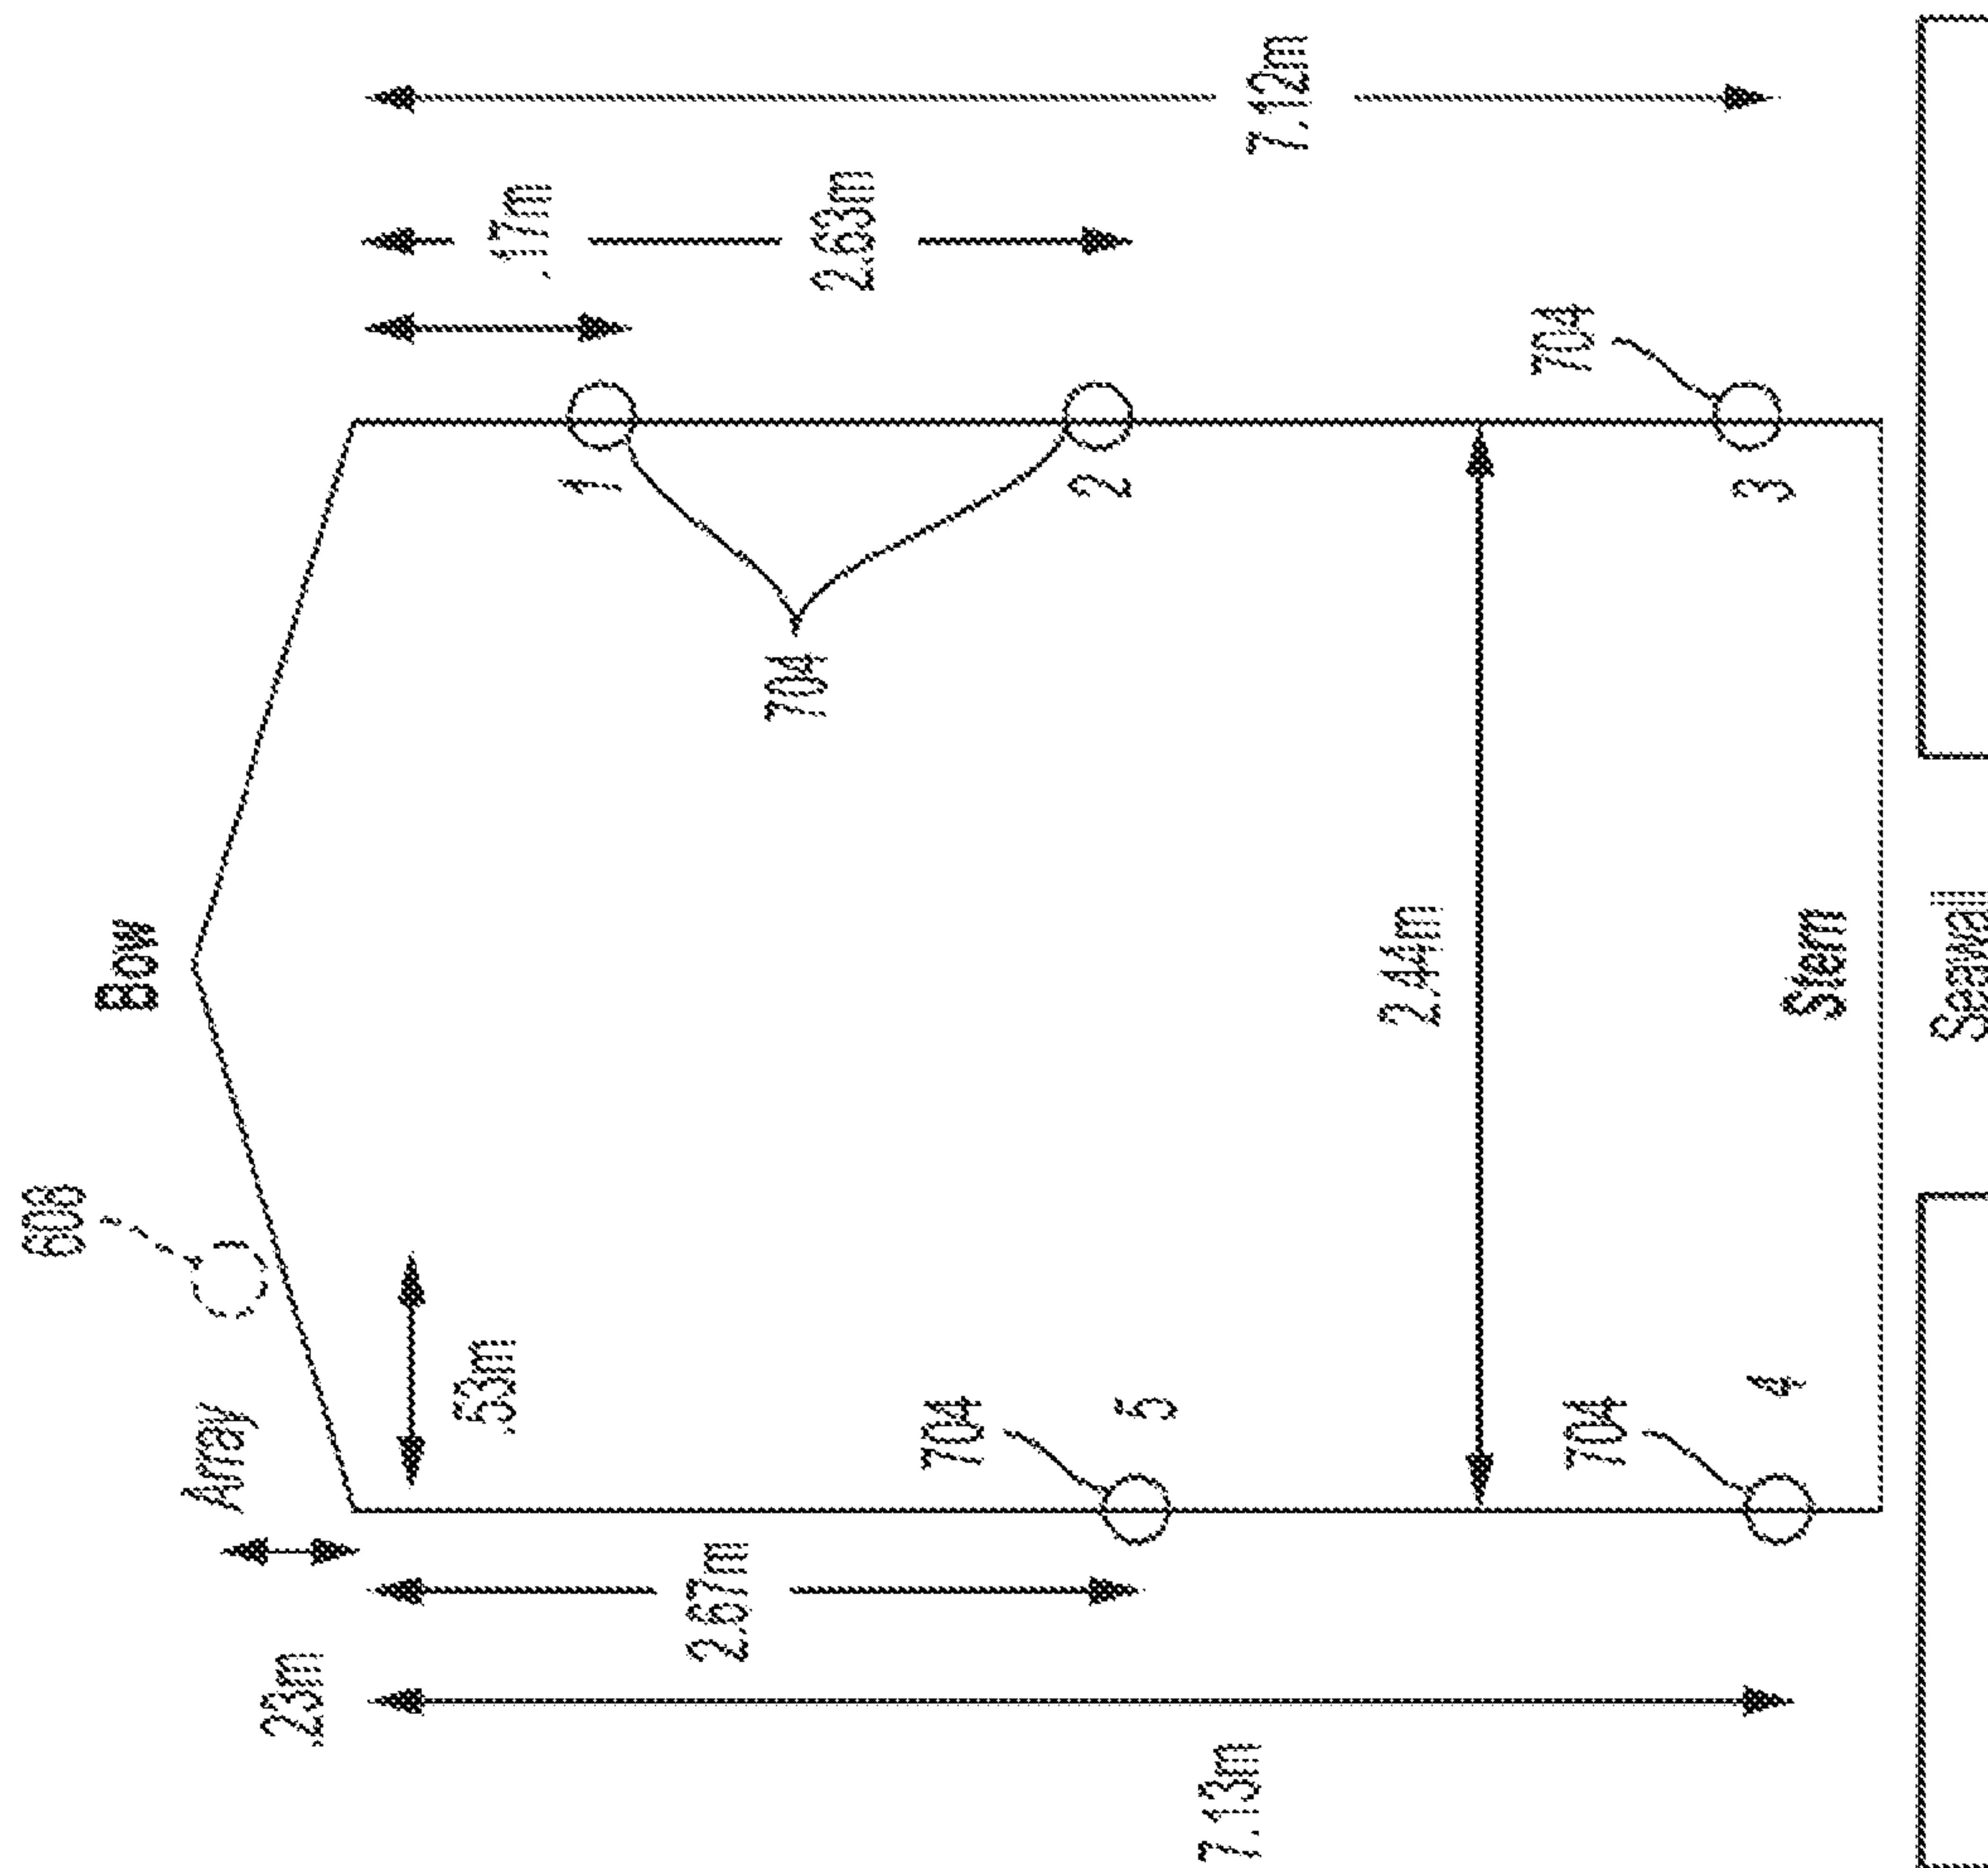 Bow
608
Array
.23m
.53m
2.67m
7.13m
.17m
2.63m
7.12m
1
2
3
704
704
704
5
704
4
2.44m
Stern
Seawall